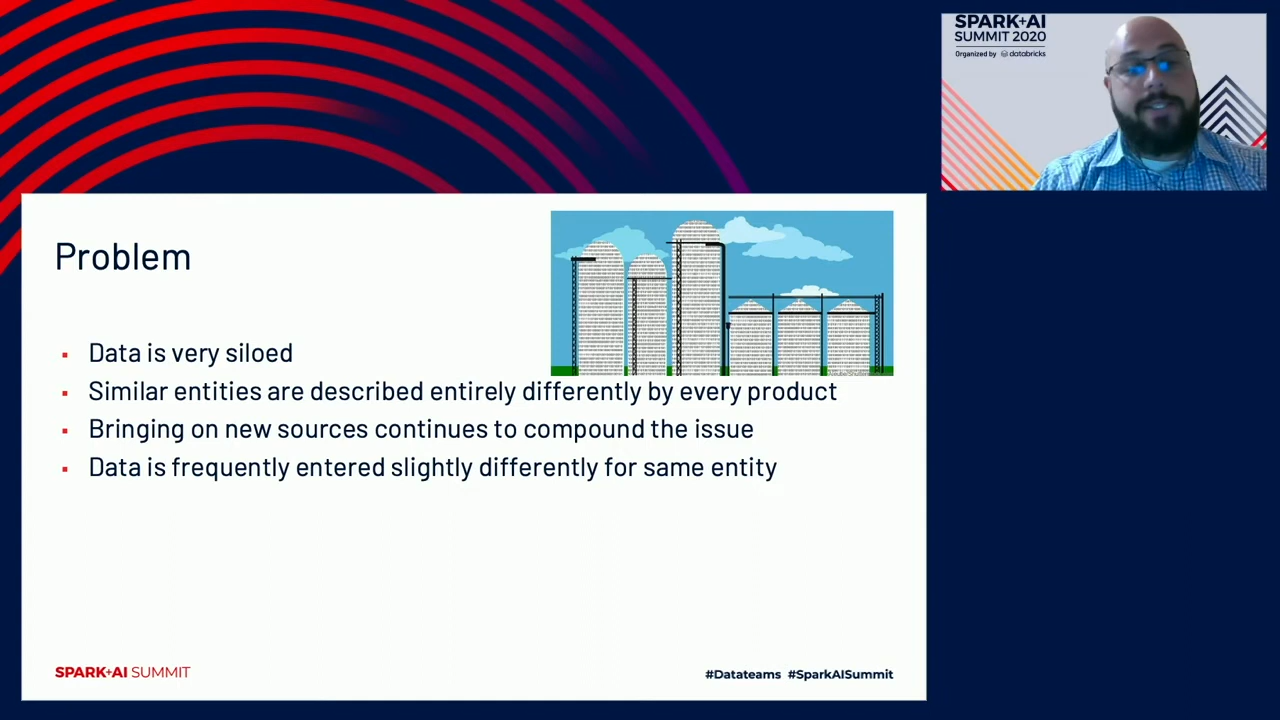 SPARK+AI
SUMMIT 2020
Organized by databricks
Problem
Data is very siloed
Similar entities are described entirely differently by every product
Bringing on new sources continues to compound the issue
Data is frequently entered slightly differently for same entity
SPARK+AI SUMMIT
#Datateams #SparkAISummit